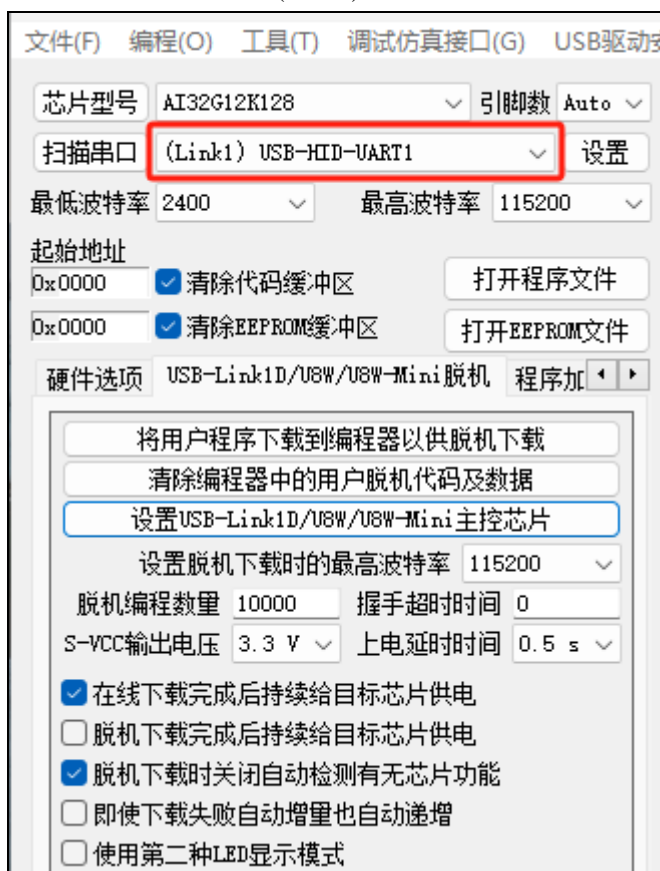 文件(F) 编程(O) 工具(T) 调试仿真接口(G) USB驱动
芯片型号 AI32G12K128 引脚数 Auto
扫描串口 (Link1) USB-HID-UART1 设置
最低波特率 2400 最高波特率 115200
起始地址
0x0000 清除代码缓冲区 打开程序文件
0x0000 清除EEPROM缓冲区 打开EEPROM文件
硬件选项 USB-Link1D/U8W/U8W-Mini脱机 程序加
将用户程序下载到编程器以供脱机下载
清除编程器中的用户脱机代码及数据
设置USB-Link1D/U8W/U8W-Mini主控芯片
设置脱机下载时的最高波特率 115200
脱机编程数量 10000 握手超时时间 0
S-VCC输出电压 3.3 V 上电延时时间 0.5 s
在线下载完成后持续给目标芯片供电
脱机下载完成后持续给目标芯片供电
脱机下载时关闭自动检测有无芯片功能
即使下载失败自动增量也自动递增
使用第二种LED显示模式